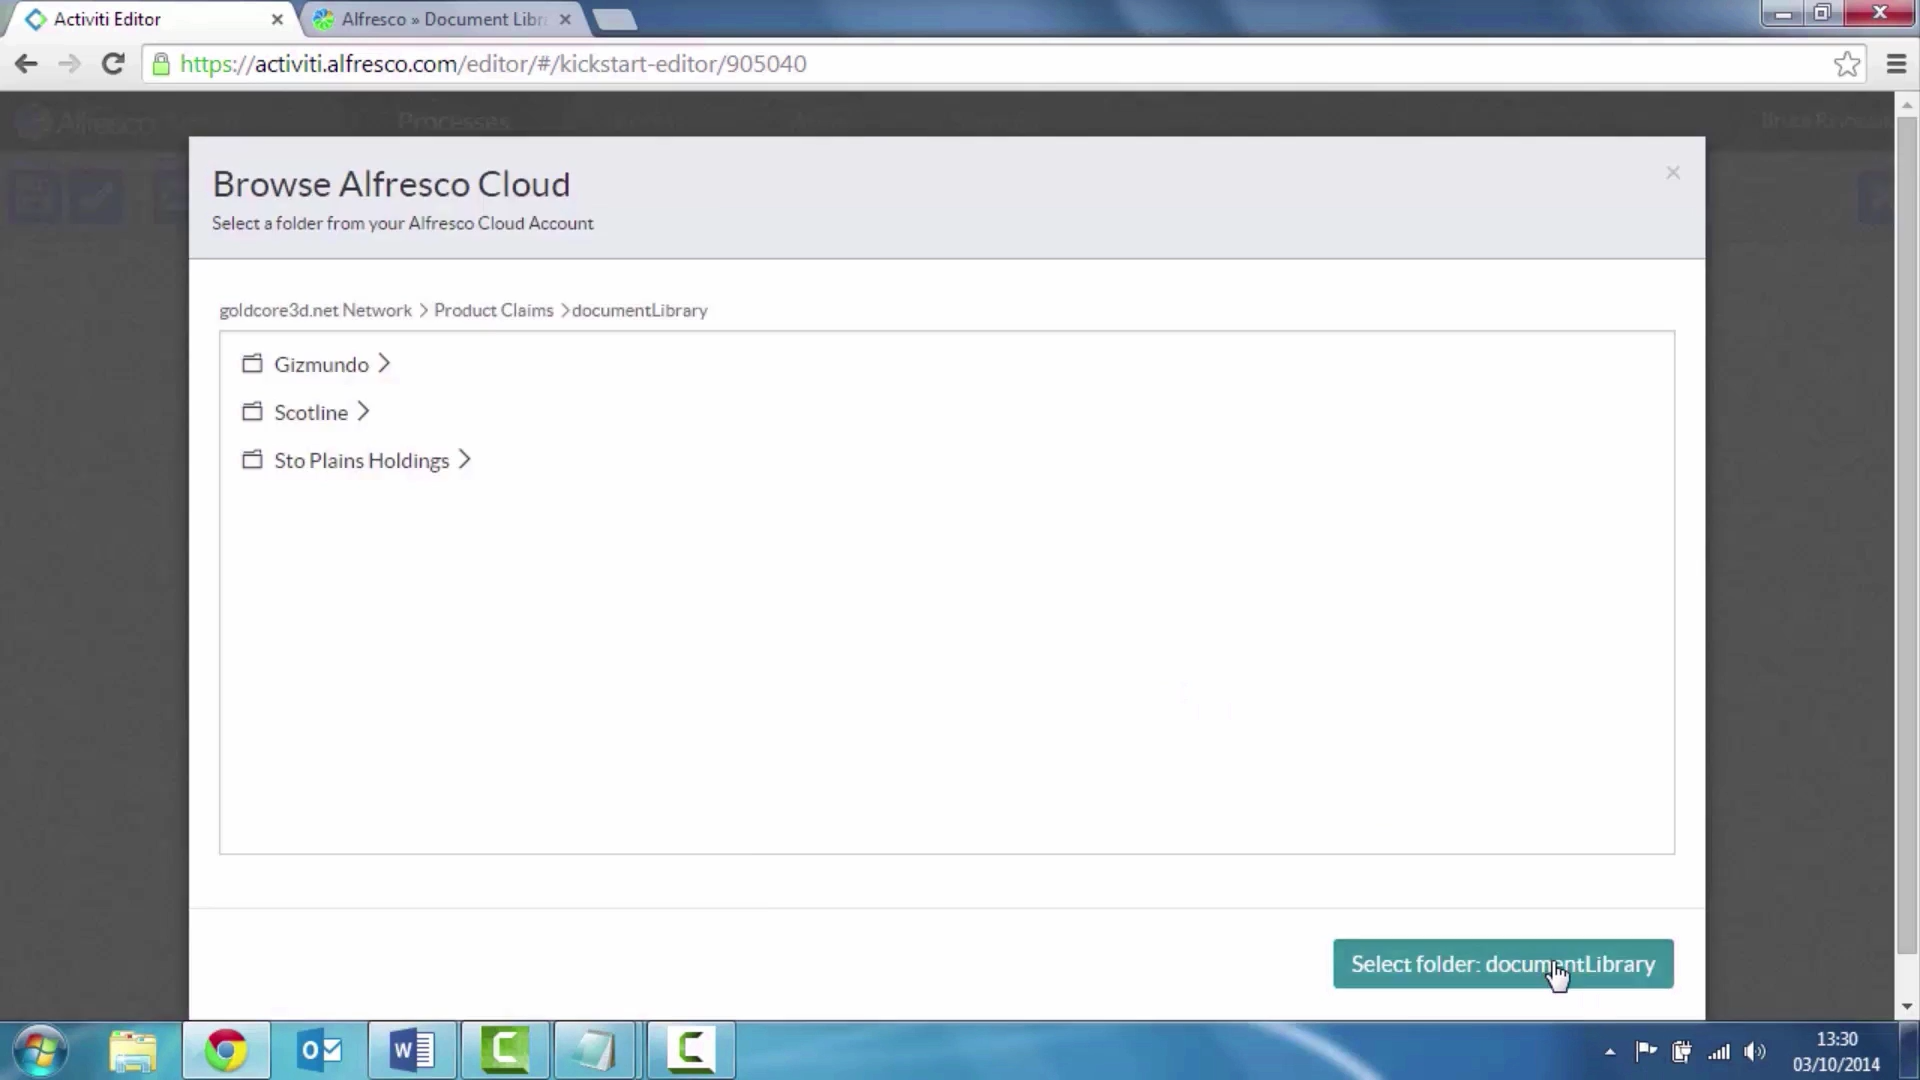 Activiti Editor
Alfresco » Document Libr
https://activiti.alfresco.com/editor/#/kickstart-editor/905040
Alfresco
Processes
Browse Alfresco Cloud
Select a folder from your Alfresco Cloud Account
goldcore3d.net Network > Product Claims >documentLibrary
Gizmundo >
Scotline >
Sto Plains Holdings >
Select folder: documentLibrary
13:30
03/10/2014